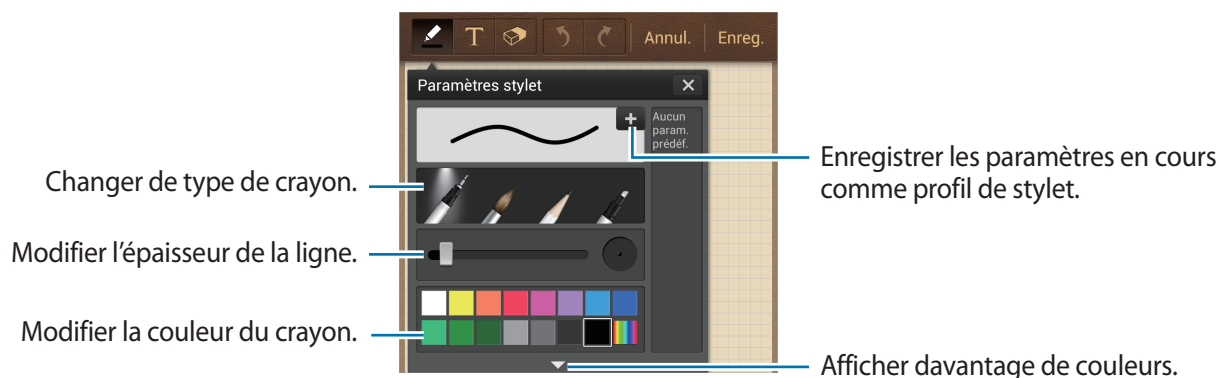 T Annul. Enreg.
Paramètres stylet
Aucun
param.
prédéf.
Enregistrer les paramètres en cours
comme profil de stylet.
Changer de type de crayon.
Modifier l’épaisseur de la ligne.
Modifier la couleur du crayon.
Afficher davantage de couleurs.